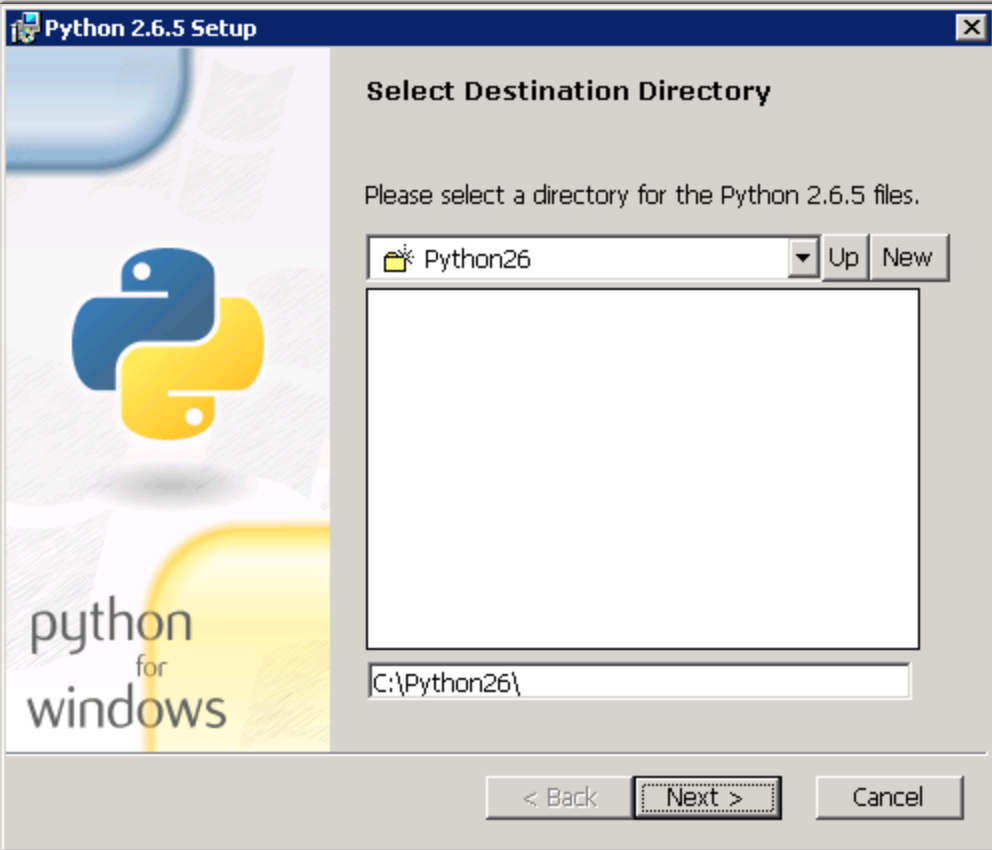 Python 2.6.5 Setup
Select Destination Directory
Please select a directory for the Python 2.6.5 files.
Python26
Up
New
C:\Python26\
python
for
windows
< Back
Next >
Cancel